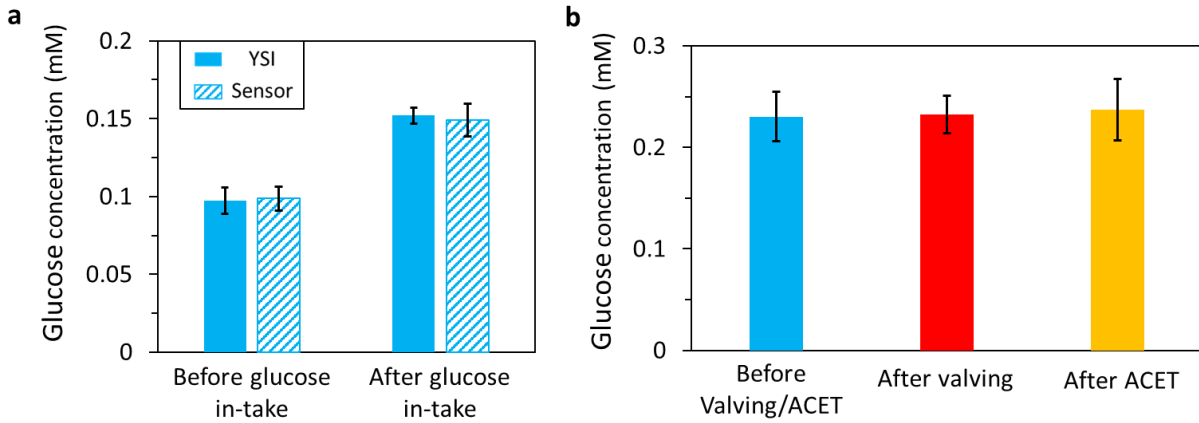 a
Glucose concentration (mM)
0.2
0.15
0.1
0.05
0
YSI
Sensor
Before glucose
in-take
After glucose
in-take
b
Glucose concentration (mM)
0.3
0.2
0.1
0
Before
Valving/ACET
After valving
After ACET